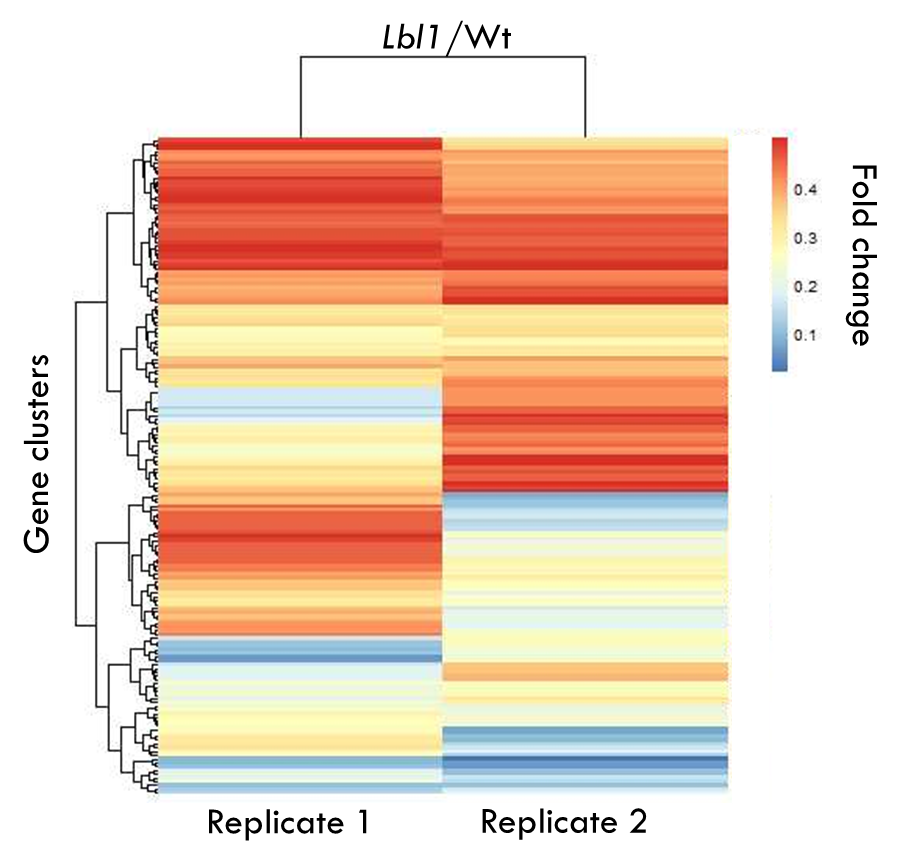 Lbl1/Wt
0.4
0.3
0.2
0.1
Fold change
Gene clusters
Replicate 1
Replicate 2